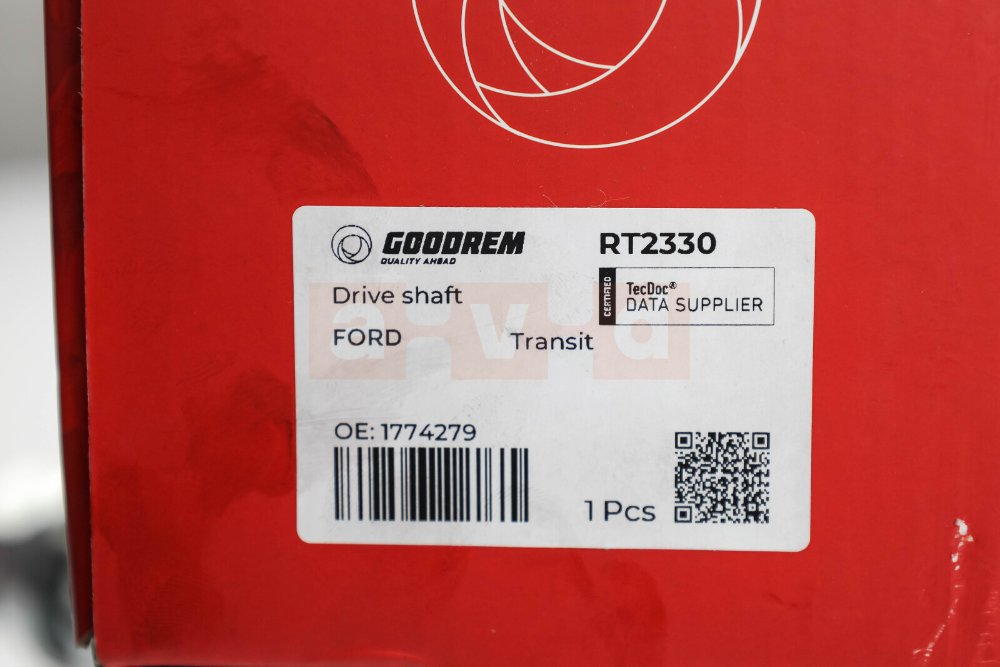 GOODREM
QUALITY AHEAD
RT2330
CERTIFIED
TecDoc®
DATA SUPPLIER
Drive shaft
FORD
Transit
a:v:d
OE: 1774279
1 Pcs